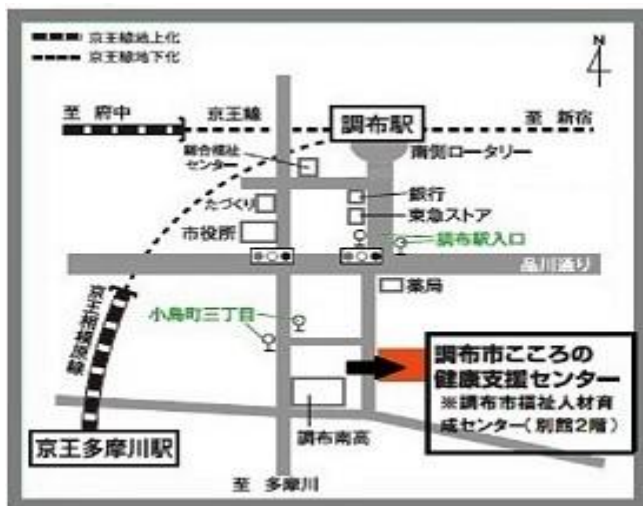 京王線地上化
京王線地下化
N
至 府中
京王線
調布駅
至 新宿
南側ロータリー
総合福祉
センター
銀行
たづくり
東急ストア
市役所
調布駅入口
品川通り
薬局
京王相模原線
小島町三丁目
調布市こころの
健康支援センター
※調布市福祉人材育
成センター(別館2階)
調布南高
京王多摩川駅
至 多摩川